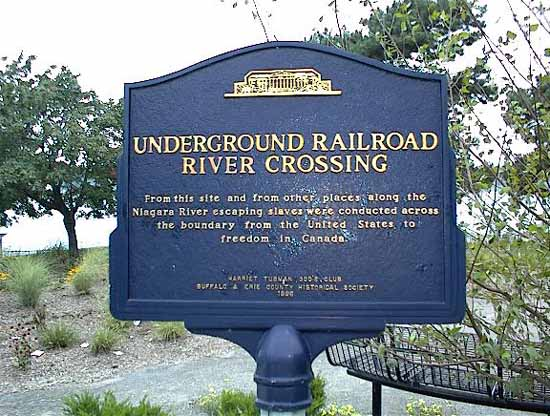 UNDERGROUND RAILROAD
RIVER CROSSING
From this site and from other places along the
Niagara River escaping slaves were conducted across
the boundary from the United States to
freedom in Canada.
HARRIET TUBMAN 300'S CLUB
BUFFALO & ERIE COUNTY HISTORICAL SOCIETY